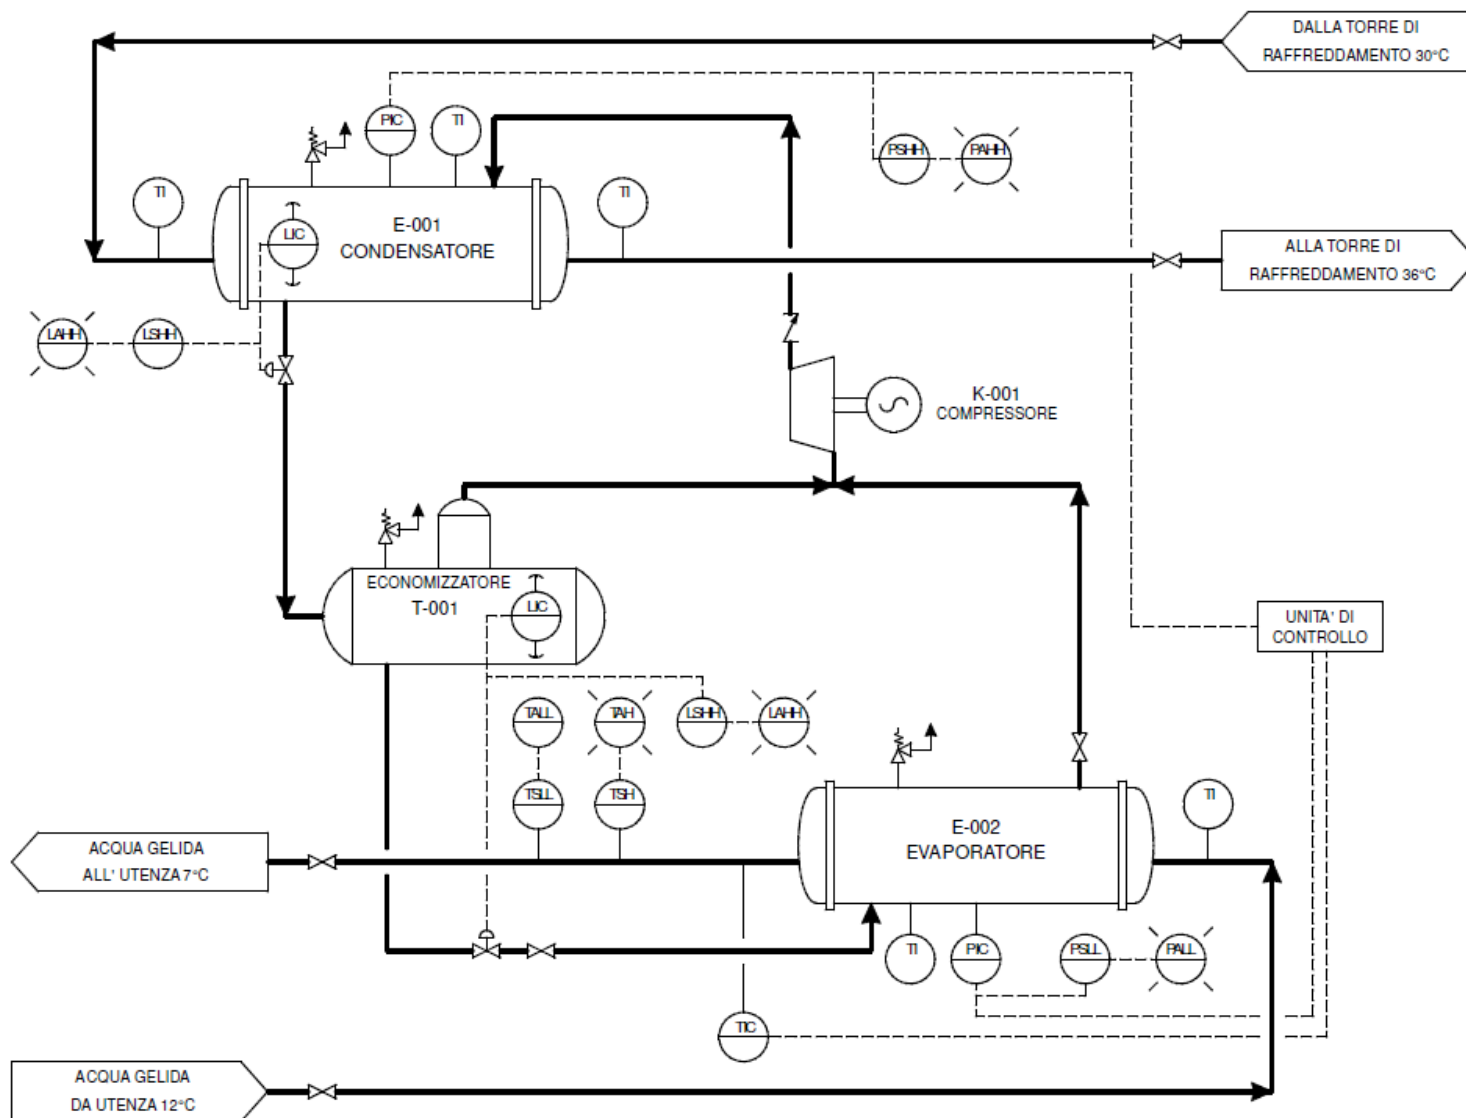 DALLA TORRE DI
RAFFREDDAMENTO 30°C
PIC
TI
PSHH
PAHH
TI
TI
E-001
CONDENSATORE
LIC
ALLA TORRE DI
RAFFREDDAMENTO 36°C
LAHH
LSHH
K-001
COMPRESSORE
ECONOMIZZATORE
T-001
LIC
UNITA' DI
CONTROLLO
TALL
TAH
LSHH
LAHH
TSLL
TSH
TI
E-002
EVAPORATORE
ACQUA GELIDA
ALL' UTENZA 7°C
TI
PIC
PSLL
PALL
TIC
ACQUA GELIDA
DA UTENZA 12°C